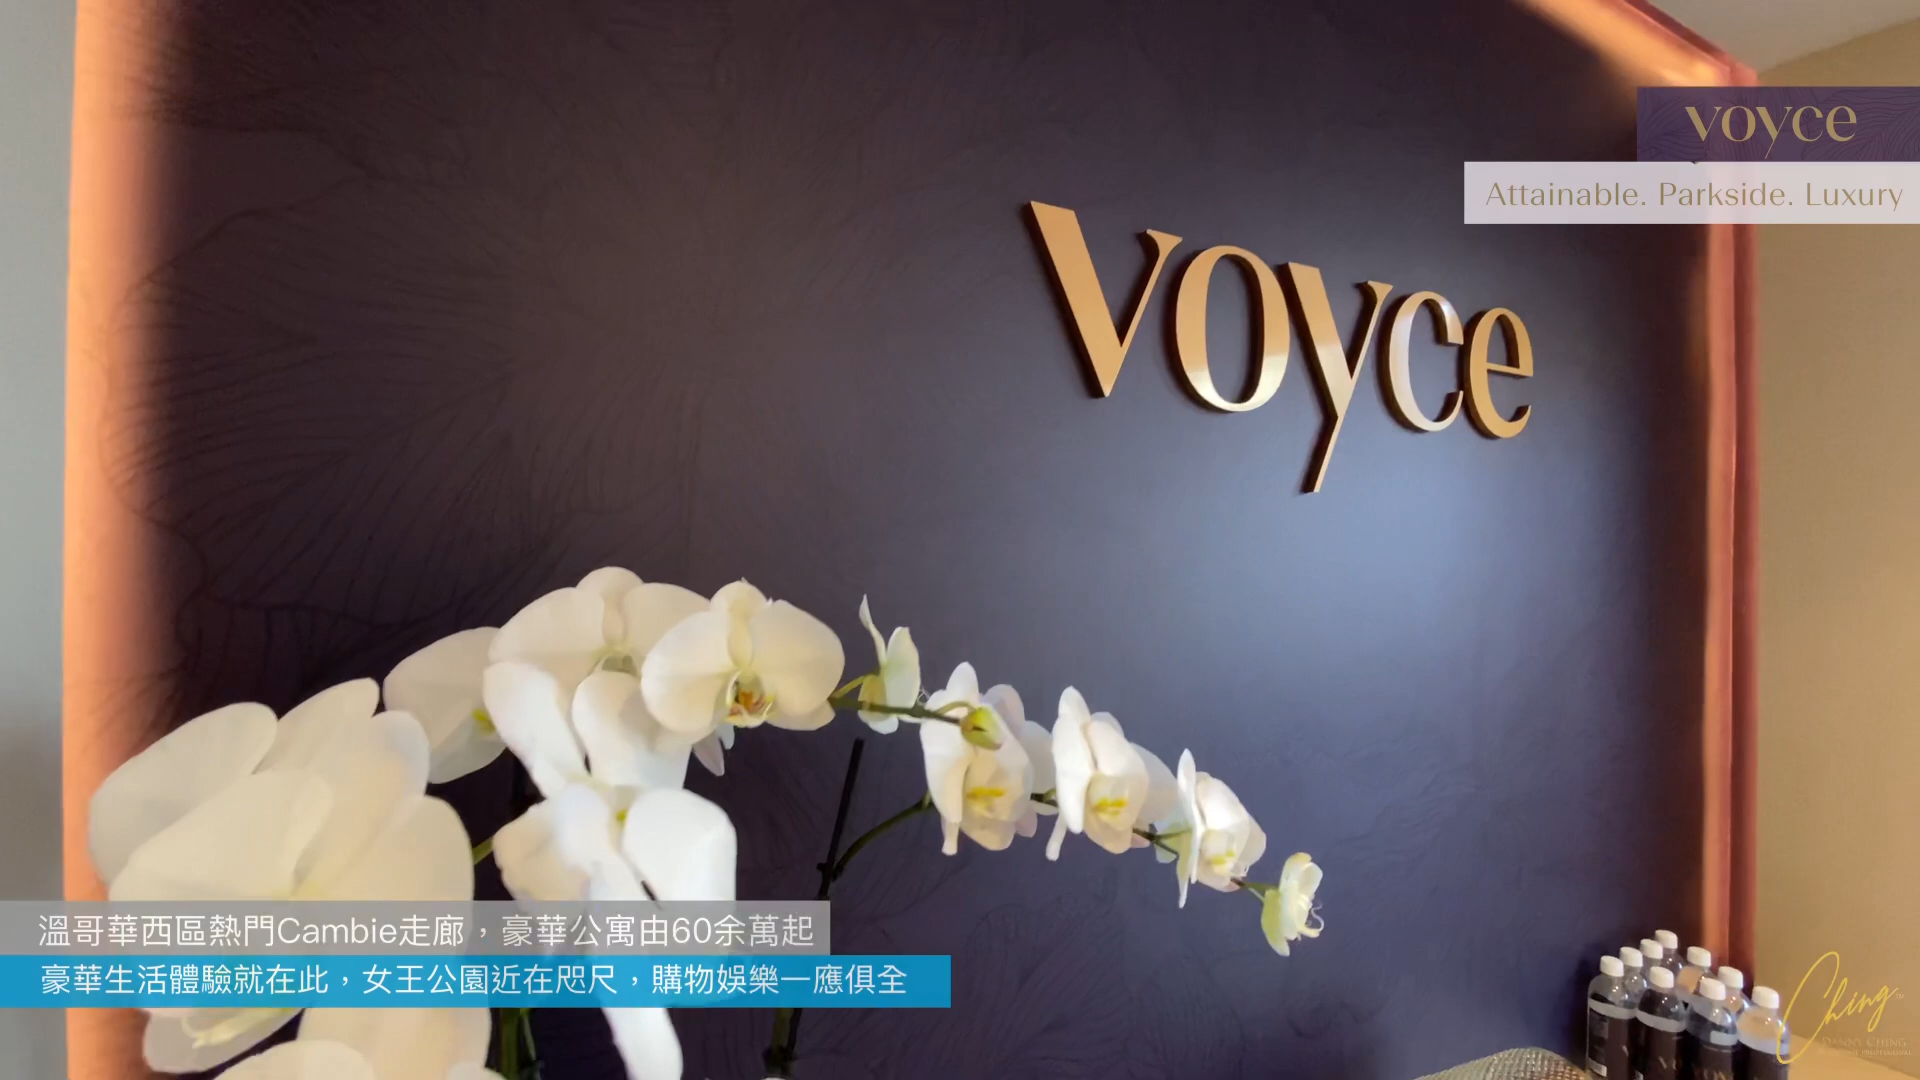 voyce
Attainable. Parkside. Luxury
voyce
溫哥華西區熱門Cambie走廊，豪華公寓由60余萬起
豪華生活體驗就在此，女王公園近在咫尺，購物娛樂一應俱全
Ching
DANNY CHING